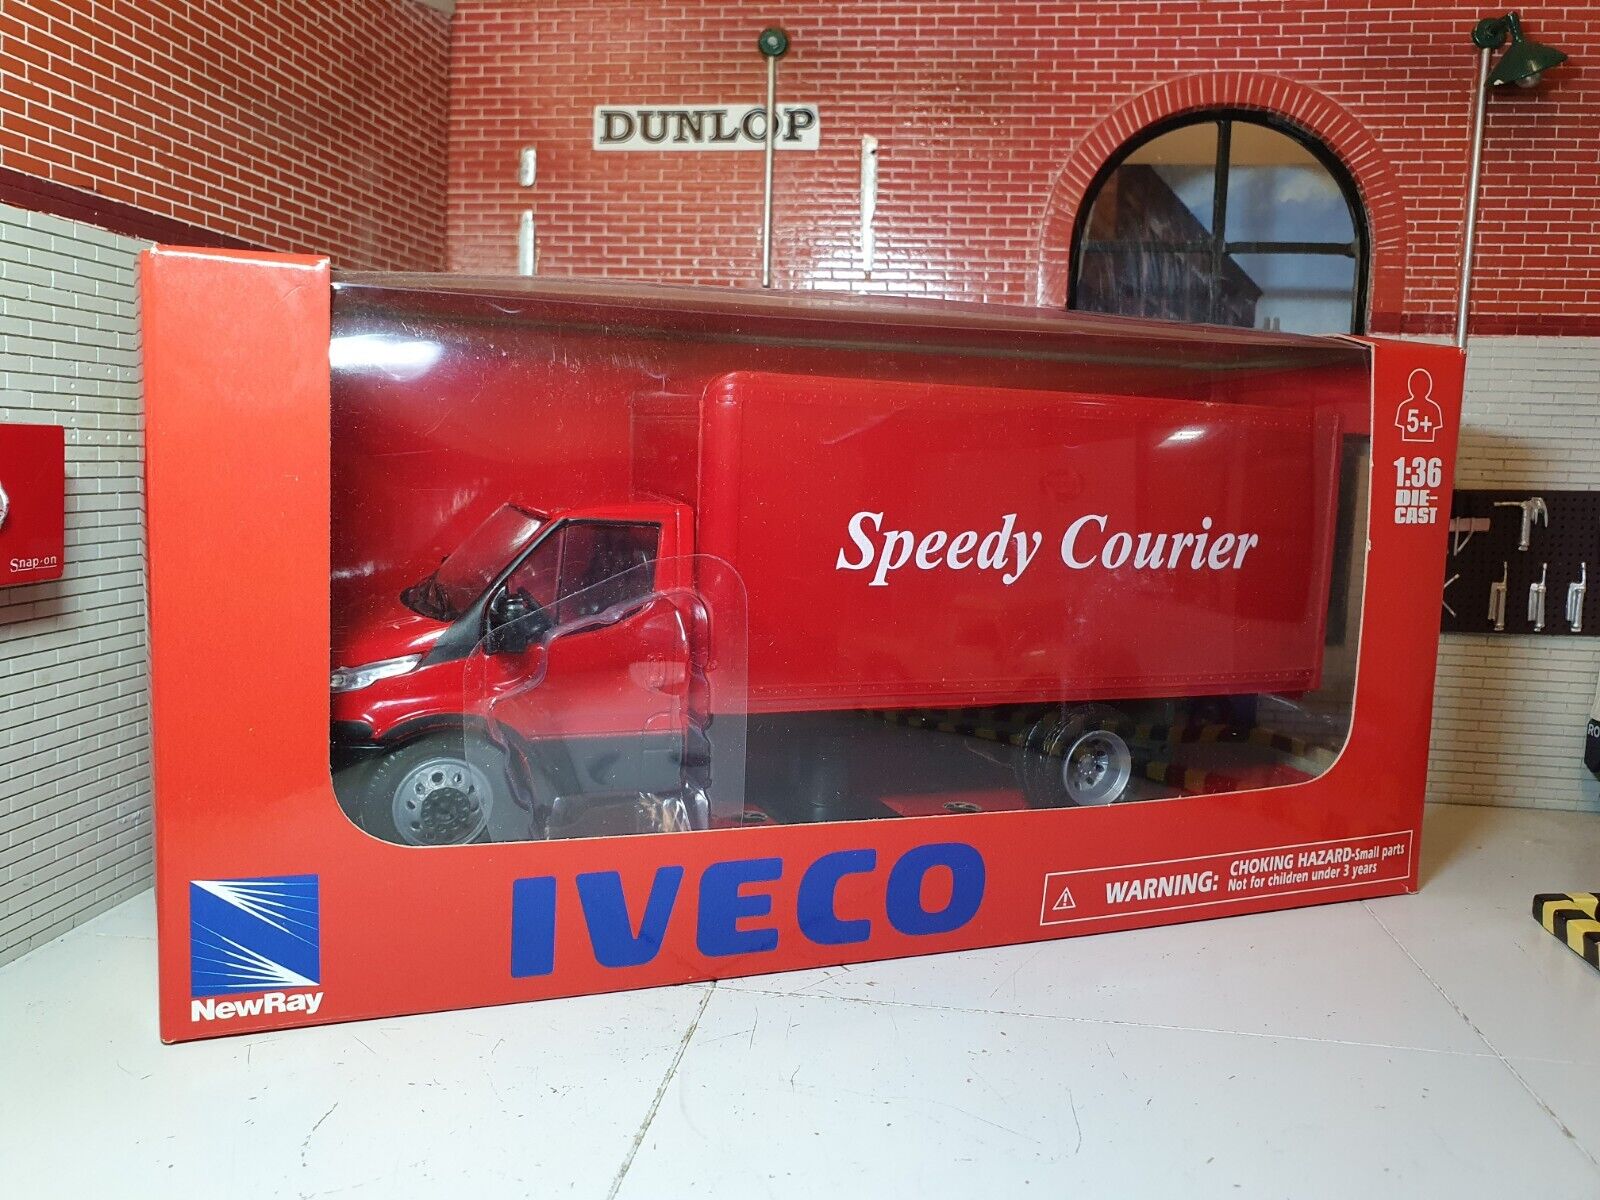 DUNLOP
5+
1:36
DIE-
CAST
Snap-on
Speedy Courier
IVECO
WARNING: CHOKING HAZARD-Small parts
Not for children under 3 years
NewRay
RO